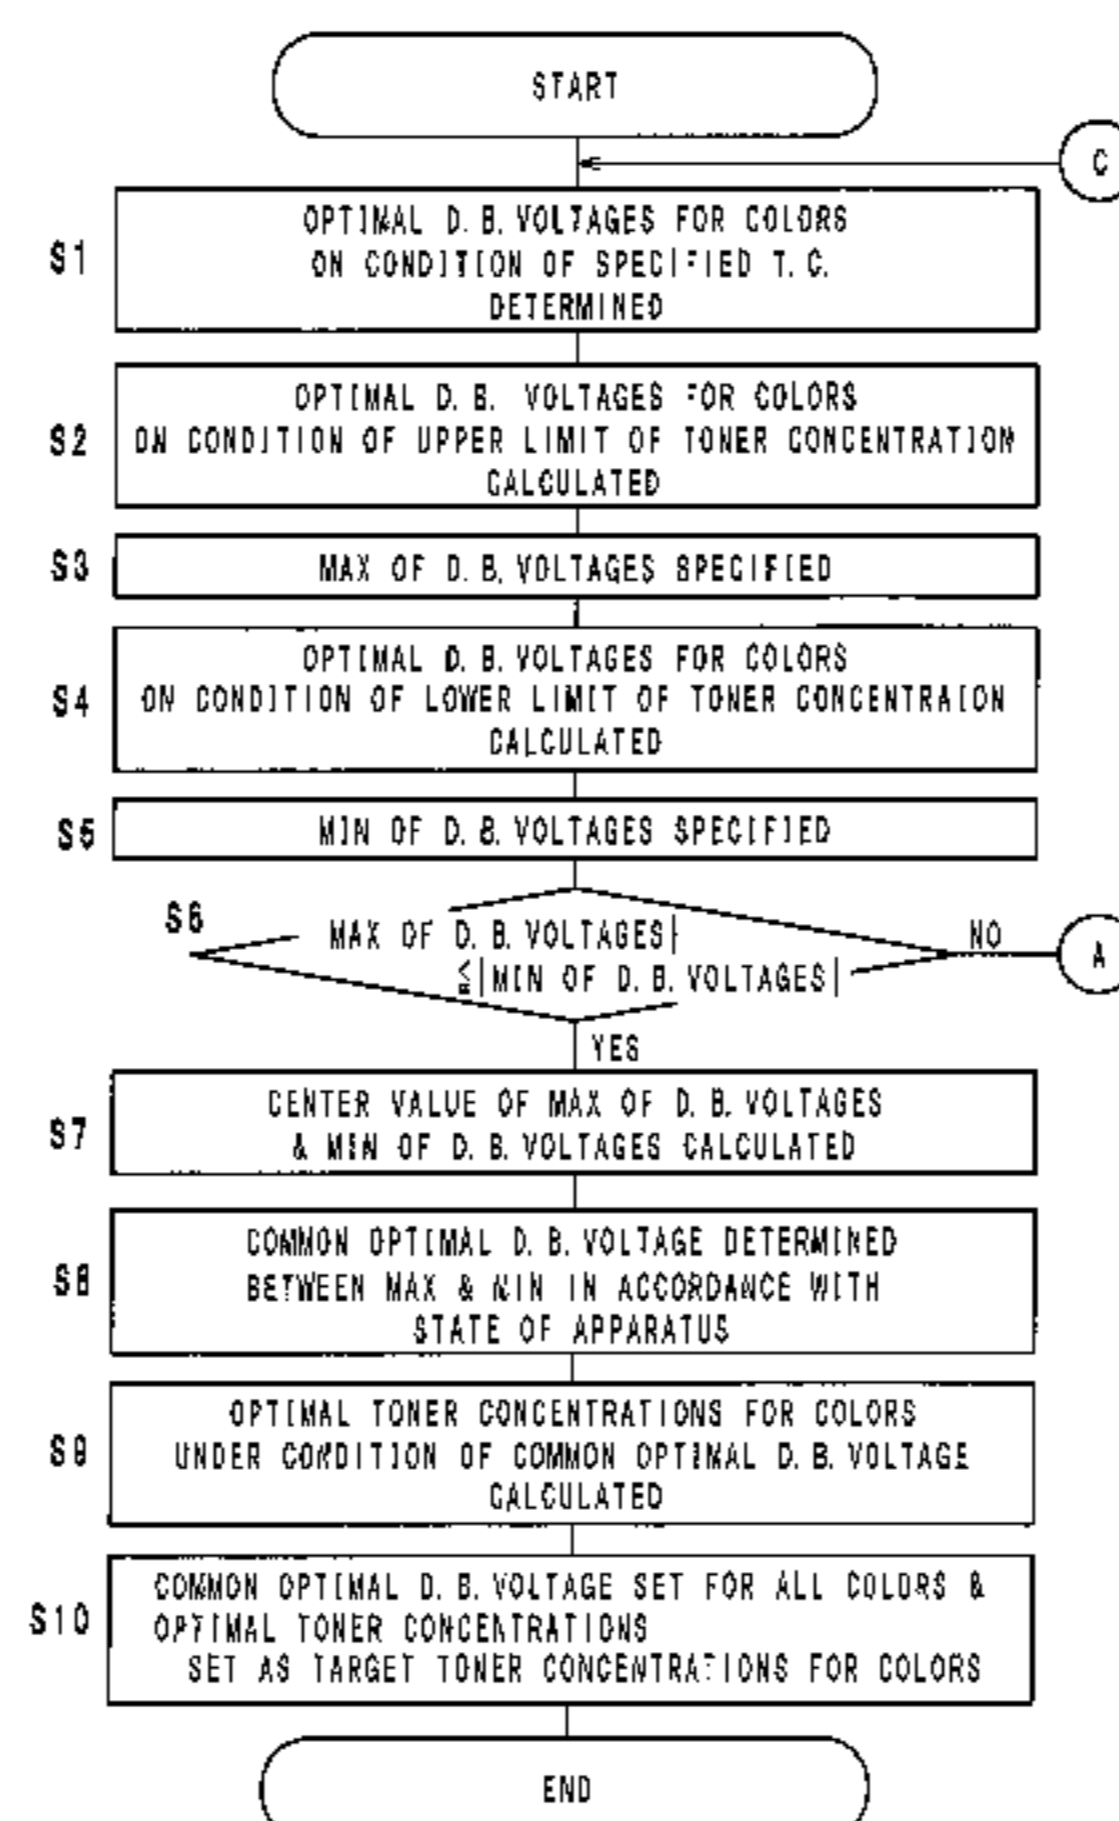 START
C
S1
OPTIMAL D. B. VOLTAGES FOR COLORS
ON CONDITION OF SPECIFIED T. C.
DETERMINED
S2
OPTIMAL D. B. VOLTAGES FOR COLORS
ON CONDITION OF UPPER LIMIT OF TONER CONCENTRATION
CALCULATED
S3
MAX OF D. B. VOLTAGES SPECIFIED
S4
OPTIMAL D. B. VOLTAGES FOR COLORS
ON CONDITION OF LOWER LIMIT OF TONER CONCENTRAION
CALCULATED
S5
MIN OF D. B. VOLTAGES SPECIFIED
S6
MAX OF D. B. VOLTAGES|
≦|MIN OF D. B. VOLTAGES|
NO
A
YES
S7
CENTER VALUE OF MAX OF D. B. VOLTAGES
& MIN OF D. B. VOLTAGES CALCULATED
S8
COMMON OPTIMAL D. B. VOLTAGE DETERMINED
BETWEEN MAX & MIN IN ACCORDANCE WITH
STATE OF APPARATUS
S9
OPTIMAL TONER CONCENTRATIONS FOR COLORS
UNDER CONDITION OF COMMON OPTIMAL D. B. VOLTAGE
CALCULATED
S10
COMMON OPTIMAL D. B. VOLTAGE SET FOR ALL COLORS &
OPTIMAL TONER CONCENTRATIONS
SET AS TARGET TONER CONCENTRATIONS FOR COLORS
END